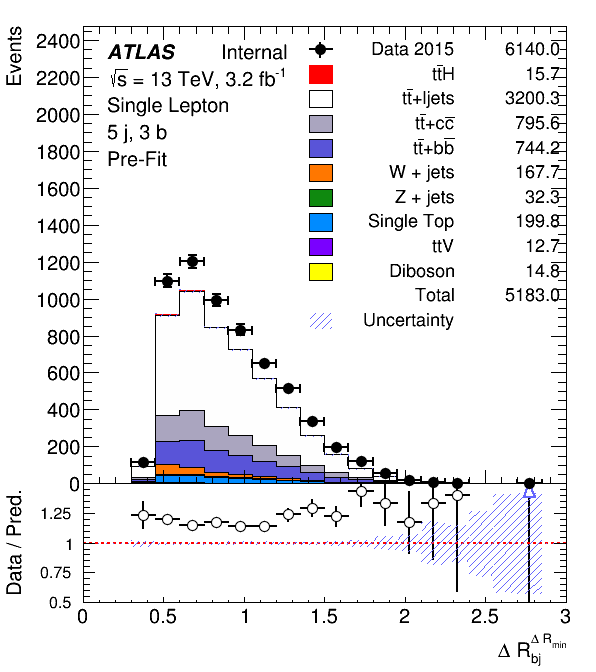 Events
2400
2200
2000
1800
1600
1400
1200
1000
800
600
400
200
0
ATLAS Internal
√s = 13 TeV, 3.2 fb⁻¹
Single Lepton
5 j, 3 b
Pre-Fit
Data 2015 6140.0
tt̄H 15.7
tt̄+ljets 3200.3
tt̄+cc̄ 795.6
tt̄+bb̄ 744.2
W + jets 167.7
Z + jets 32.3
Single Top 199.8
ttV 12.7
Diboson 14.8
Total 5183.0
Uncertainty
Data / Pred.
1.25
1
0.75
0.5
0 0.5 1 1.5 2 2.5 3
Δ R_bj^Δ R_min